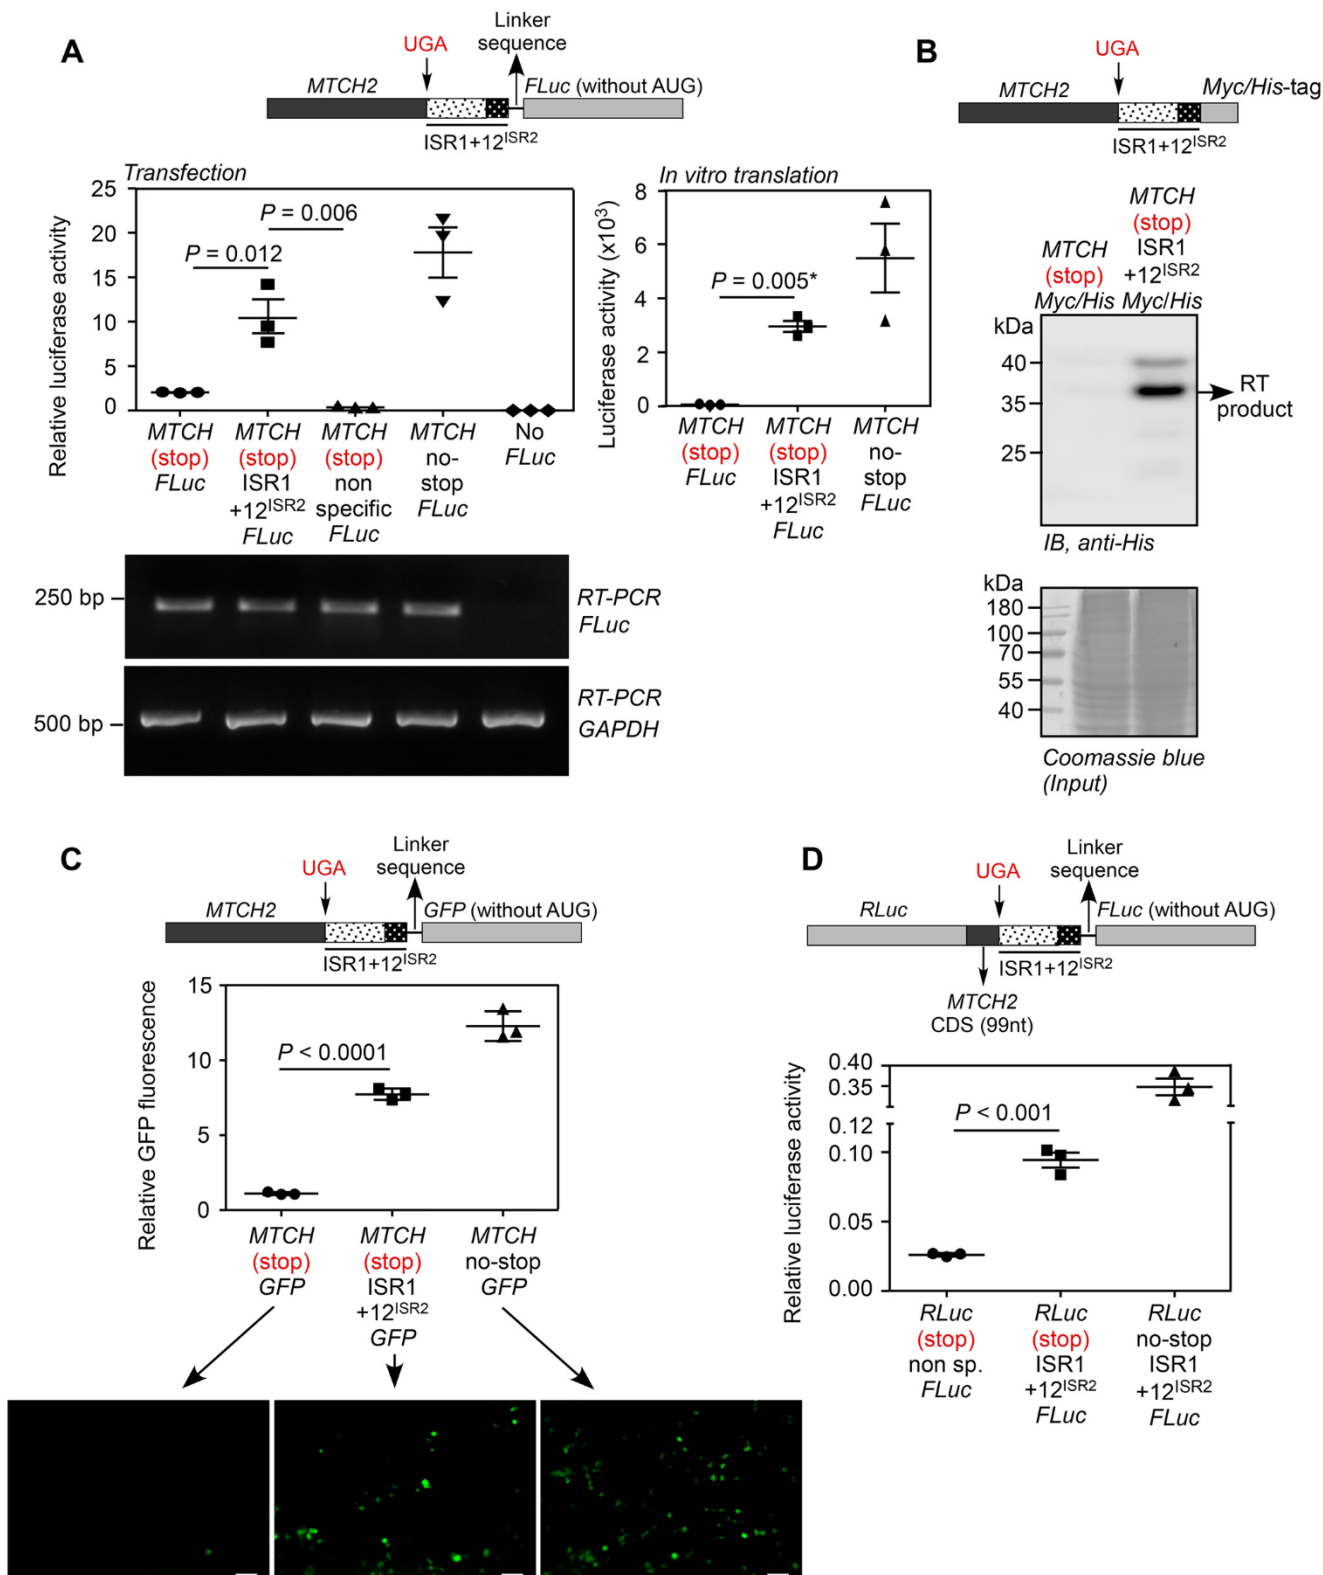 A
UGA
Linker
sequence
MTCH2
FLuc (without AUG)
ISR1+12ISR2
Transfection
Relative luciferase activity
25
20
15
10
5
0
P = 0.012
P = 0.006
MTCH
(stop)
FLuc
MTCH
(stop)
ISR1
+12ISR2
FLuc
MTCH
(stop)
non
specific
FLuc
MTCH
no-
stop
FLuc
No
FLuc
In vitro translation
Luciferase activity (x10³)
8
6
4
2
0
P = 0.005*
MTCH
(stop)
FLuc
MTCH
(stop)
ISR1
+12ISR2
FLuc
MTCH
no-
stop
FLuc
250 bp
RT-PCR
FLuc
500 bp
RT-PCR
GAPDH
B
UGA
MTCH2
Myc/His-tag
ISR1+12ISR2
MTCH
(stop)
Myc/His
MTCH
(stop)
ISR1
+12ISR2
Myc/His
kDa
40
35
25
RT
product
IB, anti-His
kDa
180
100
70
55
40
Coomassie blue
(Input)
C
UGA
Linker
sequence
MTCH2
GFP (without AUG)
ISR1+12ISR2
Relative GFP fluorescence
15
10
5
0
P < 0.0001
MTCH
(stop)
GFP
MTCH
(stop)
ISR1
+12ISR2
GFP
MTCH
no-stop
GFP
D
UGA
Linker
sequence
RLuc
FLuc (without AUG)
ISR1+12ISR2
MTCH2
CDS (99nt)
Relative luciferase activity
0.40
0.35
0.12
0.10
0.05
0.00
P < 0.001
RLuc
(stop)
non sp.
FLuc
RLuc
(stop)
ISR1
+12ISR2
FLuc
RLuc
no-stop
ISR1
+12ISR2
FLuc